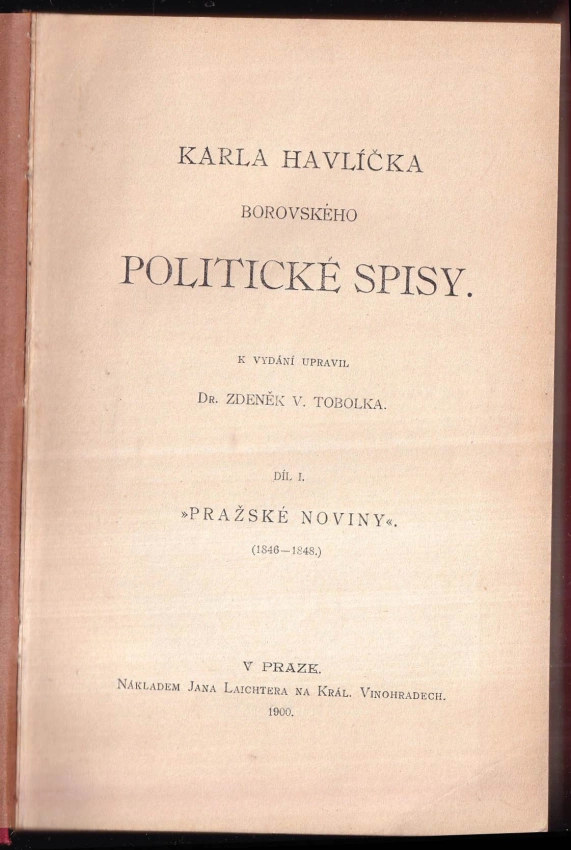 KARLA HAVLÍČKA
BOROVSKÉHO
POLITICKÉ SPISY.
K VYDÁNÍ UPRAVIL
DR. ZDENĚK V. TOBOLKA.
DÍL I.
»PRAŽSKÉ NOVINY«.
(1846—1848.)
V PRAZE.
NÁKLADEM JANA LAICHTERA NA KRÁL. VINOHRADECH.
1900.